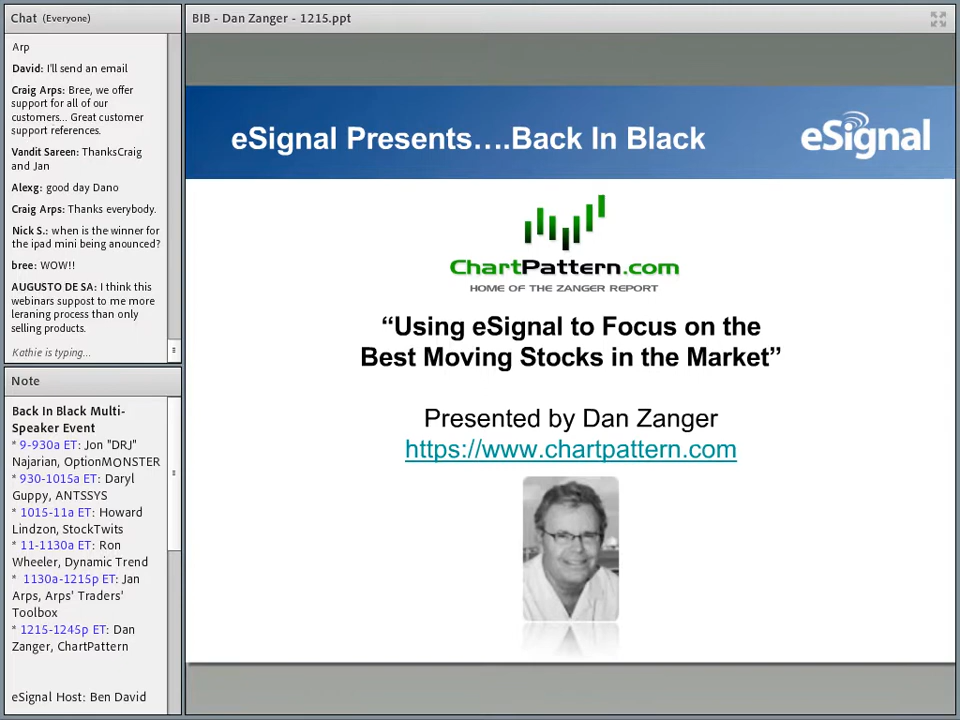 Chat (Everyone)
Arp
David: I'll send an email
Craig Arps: Bree, we offer
support for all of our
customers... Great customer
support references.
Vandit Sareen: ThanksCraig
and Jan
Alexg: good day Dano
Craig Arps: Thanks everybody.
Nick S.: when is the winner for
the ipad mini being anounced?
bree: WOW!!
AUGUSTO DE SA: I think this
webinars suppost to me more
leraning process than only
selling products.
Kathie is typing...
Note
Back In Black Multi-
Speaker Event
* 9-930a ET: Jon "DRJ"
Najarian, OptionMONSTER
* 930-1015a ET: Daryl
Guppy, ANTSSYS
* 1015-11a ET: Howard
Lindzon, StockTwits
* 11-1130a ET: Ron
Wheeler, Dynamic Trend
* 1130a-1215p ET: Jan
Arps, Arps' Traders'
Toolbox
* 1215-1245p ET: Dan
Zanger, ChartPattern
eSignal Host: Ben David
BIB - Dan Zanger - 1215.ppt
eSignal Presents….Back In Black
eSignal
ChartPattern.com
HOME OF THE ZANGER REPORT
“Using eSignal to Focus on the
Best Moving Stocks in the Market”
Presented by Dan Zanger
https://www.chartpattern.com